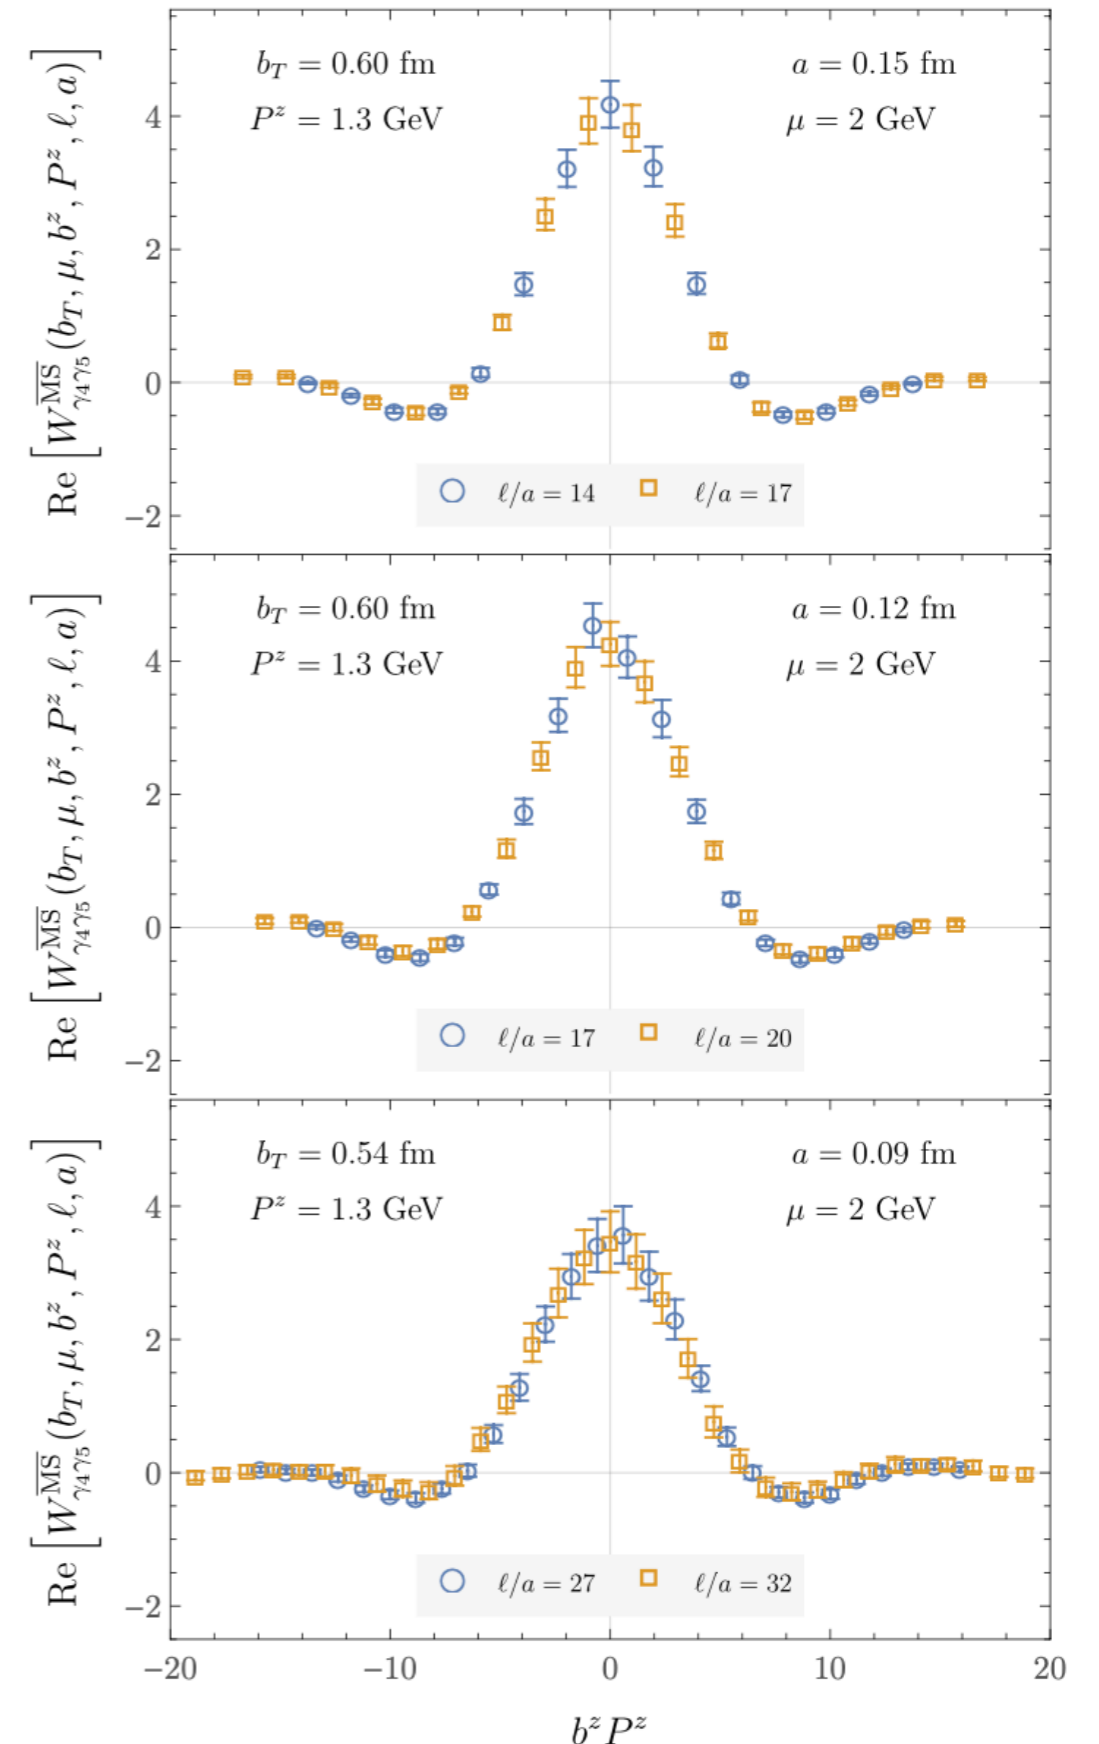 b_T = 0.60 fm    a = 0.15 fm
P^z = 1.3 GeV    μ = 2 GeV
Re [W^{\overline{MS}}_{γ_4γ_5}(b_T, μ, b^z, P^z, ℓ, a)]
4
2
0
−2
ℓ/a = 14    ℓ/a = 17
b_T = 0.60 fm    a = 0.12 fm
P^z = 1.3 GeV    μ = 2 GeV
Re [W^{\overline{MS}}_{γ_4γ_5}(b_T, μ, b^z, P^z, ℓ, a)]
4
2
0
−2
ℓ/a = 17    ℓ/a = 20
b_T = 0.54 fm    a = 0.09 fm
P^z = 1.3 GeV    μ = 2 GeV
Re [W^{\overline{MS}}_{γ_4γ_5}(b_T, μ, b^z, P^z, ℓ, a)]
4
2
0
−2
ℓ/a = 27    ℓ/a = 32
−20    −10    0    10    20
b^z P^z